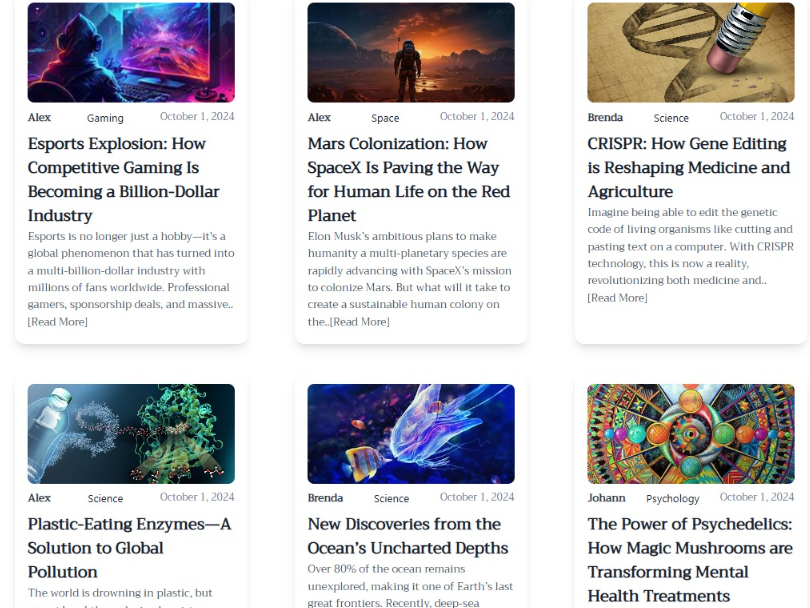 Alex Gaming October 1, 2024
Esports Explosion: How
Competitive Gaming Is
Becoming a Billion-Dollar
Industry
Esports is no longer just a hobby—it's a
global phenomenon that has turned into
a multi-billion-dollar industry with
millions of fans worldwide. Professional
gamers, sponsorship deals, and massive..
[Read More]
Alex Space October 1, 2024
Mars Colonization: How
SpaceX Is Paving the Way
for Human Life on the Red
Planet
Elon Musk's ambitious plans to make
humanity a multi-planetary species are
rapidly advancing with SpaceX's mission
to colonize Mars. But what will it take to
create a sustainable human colony on
the..[Read More]
Brenda Science October 1, 2024
CRISPR: How Gene Editing
is Reshaping Medicine and
Agriculture
Imagine being able to edit the genetic
code of living organisms like cutting and
pasting text on a computer. With CRISPR
technology, this is now a reality,
revolutionizing both medicine and..
[Read More]
Alex Science October 1, 2024
Plastic-Eating Enzymes—A
Solution to Global
Pollution
The world is drowning in plastic, but
Brenda Science October 1, 2024
New Discoveries from the
Ocean's Uncharted Depths
Over 80% of the ocean remains
unexplored, making it one of Earth's last
great frontiers. Recently, deep-sea
Johann Psychology October 1, 2024
The Power of Psychedelics:
How Magic Mushrooms are
Transforming Mental
Health Treatments